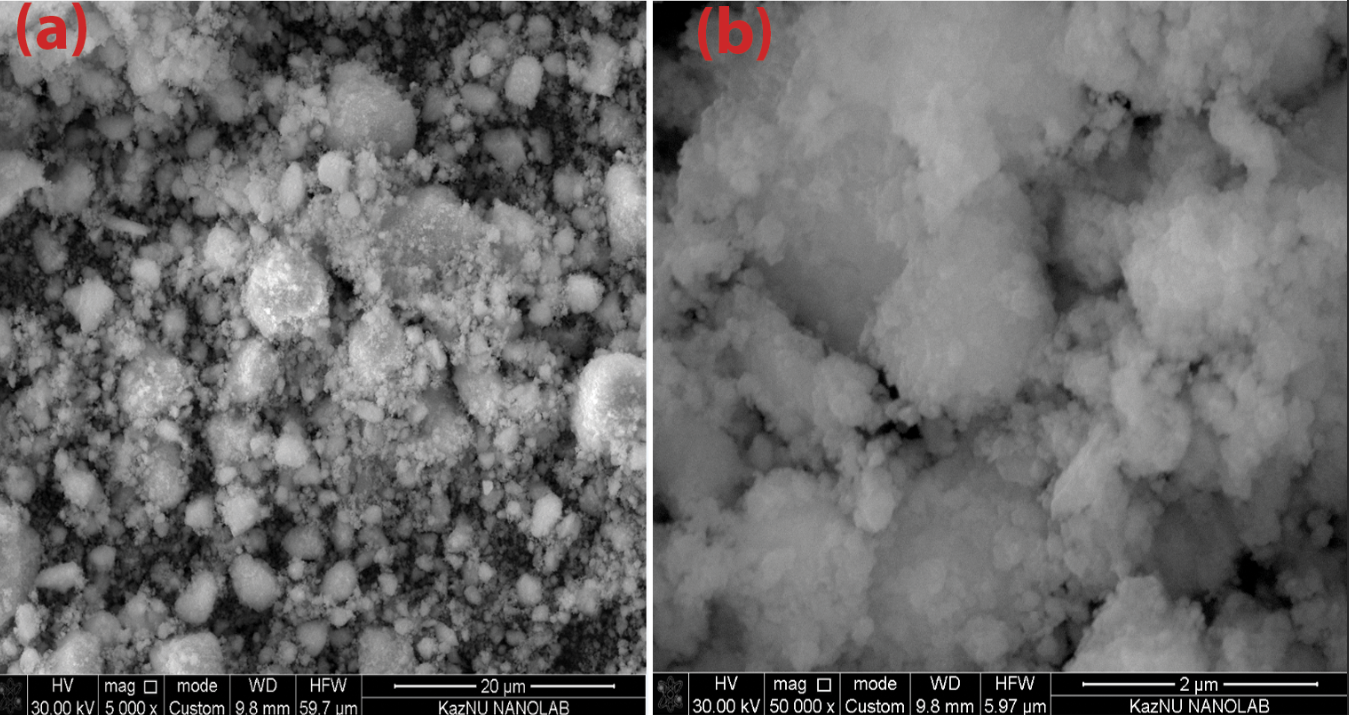 (a)
(b)
HV mag □ mode WD HFW 20 µm
30.00 kV 5 000 x Custom 9.8 mm 59.7 µm KazNU NANOLAB
HV mag □ mode WD HFW 2 µm
30.00 kV 50 000 x Custom 9.8 mm 5.97 µm KazNU NANOLAB